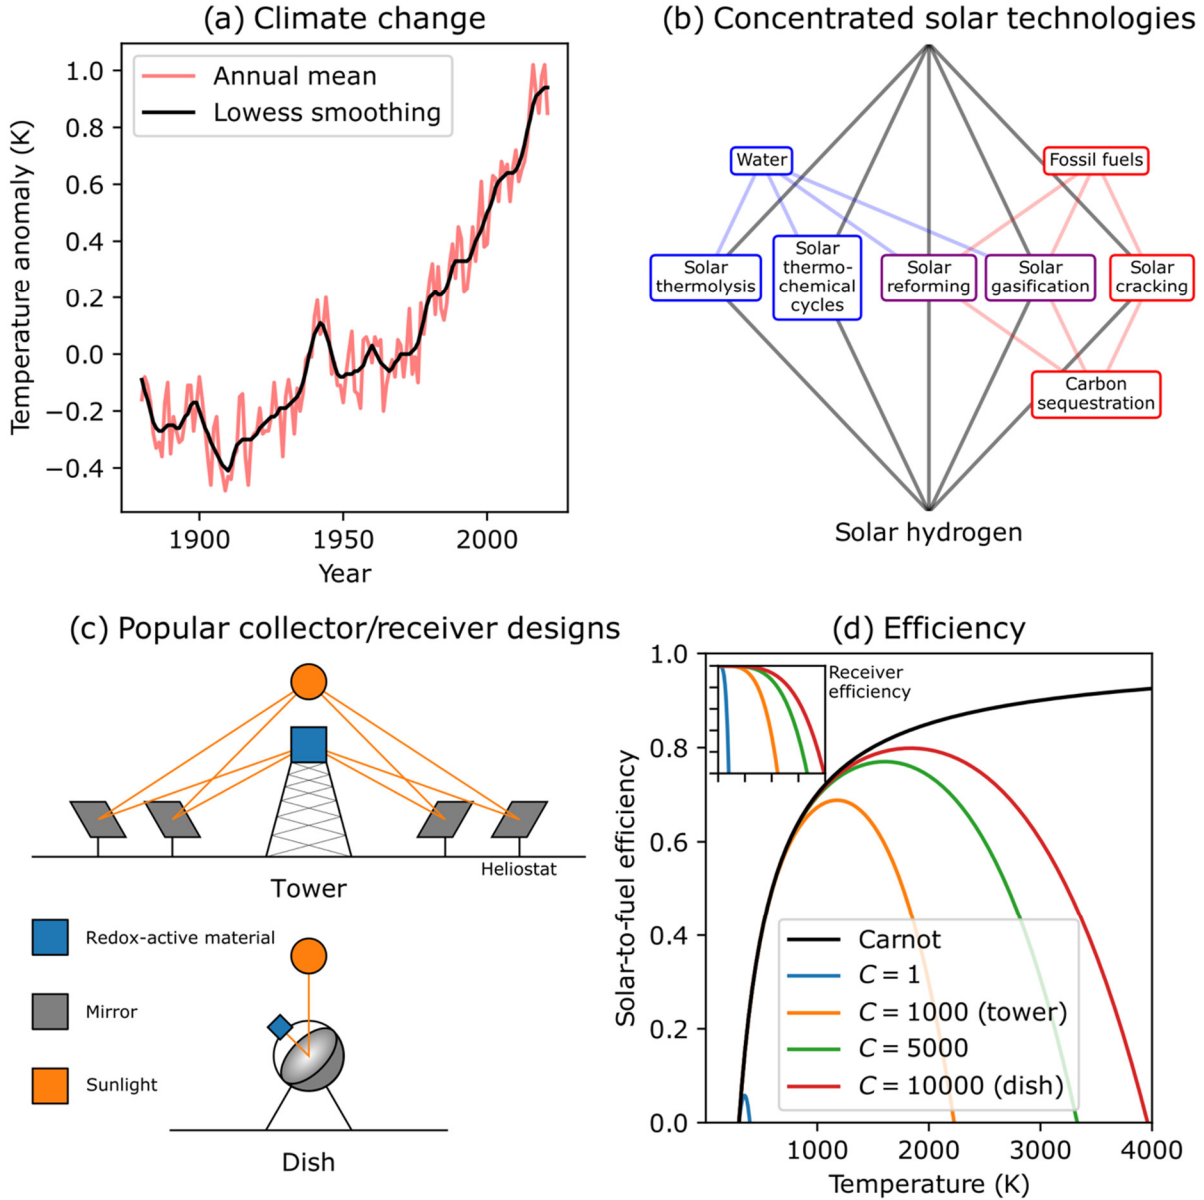 (a) Climate change
Annual mean
Lowess smoothing
1.0
0.8
0.6
0.4
0.2
0.0
−0.2
−0.4
Temperature anomaly (K)
1900
1950
2000
Year
(b) Concentrated solar technologies
Water
Fossil fuels
Solar
thermolysis
Solar
thermo-
chemical
cycles
Solar
reforming
Solar
gasification
Solar
cracking
Carbon
sequestration
Solar hydrogen
(c) Popular collector/receiver designs
Heliostat
Tower
Redox-active material
Mirror
Sunlight
Dish
(d) Efficiency
Receiver
efficiency
1.0
0.8
0.6
0.4
0.2
0.0
Solar-to-fuel efficiency
Carnot
C = 1
C = 1000 (tower)
C = 5000
C = 10000 (dish)
1000
2000
3000
4000
Temperature (K)